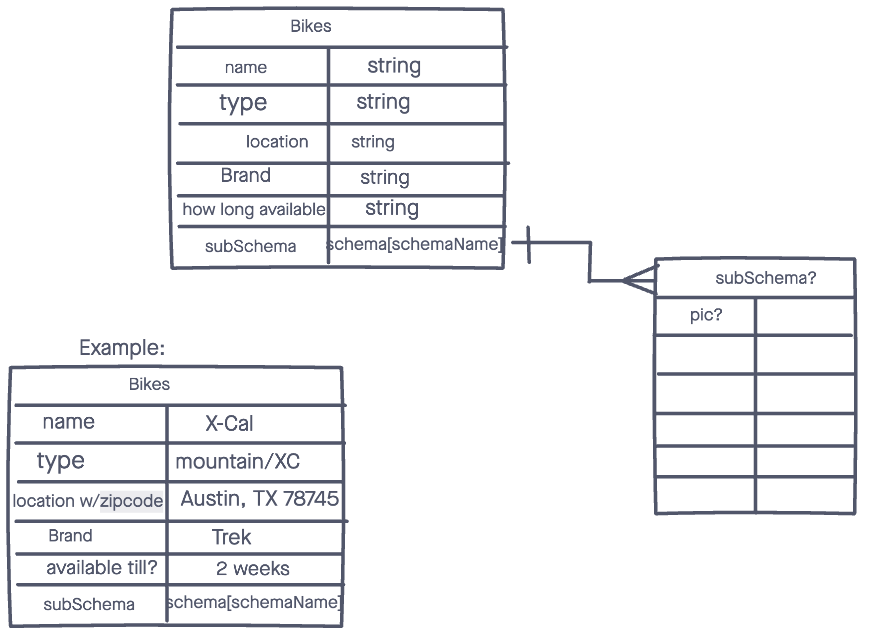 Bikes
name string
type string
location string
Brand string
how long available string
subSchema schema[schemaName]
subSchema?
pic?
Example:
Bikes
name X-Cal
type mountain/XC
location w/zipcode Austin, TX 78745
Brand Trek
available till? 2 weeks
subSchema schema[schemaName]